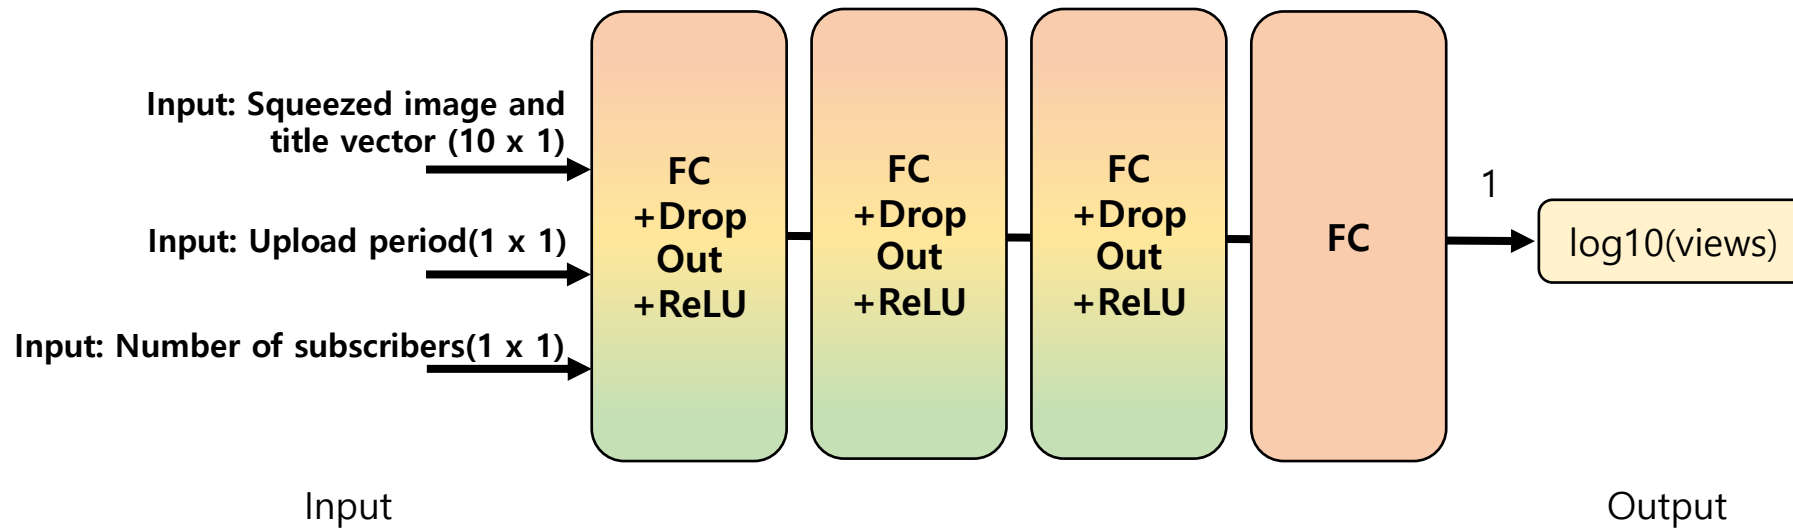 Input: Squeezed image and
title vector (10 x 1)
Input: Upload period(1 x 1)
Input: Number of subscribers(1 x 1)
FC
+Drop
Out
+ReLU
FC
+Drop
Out
+ReLU
FC
+Drop
Out
+ReLU
FC
1
log10(views)
Input
Output